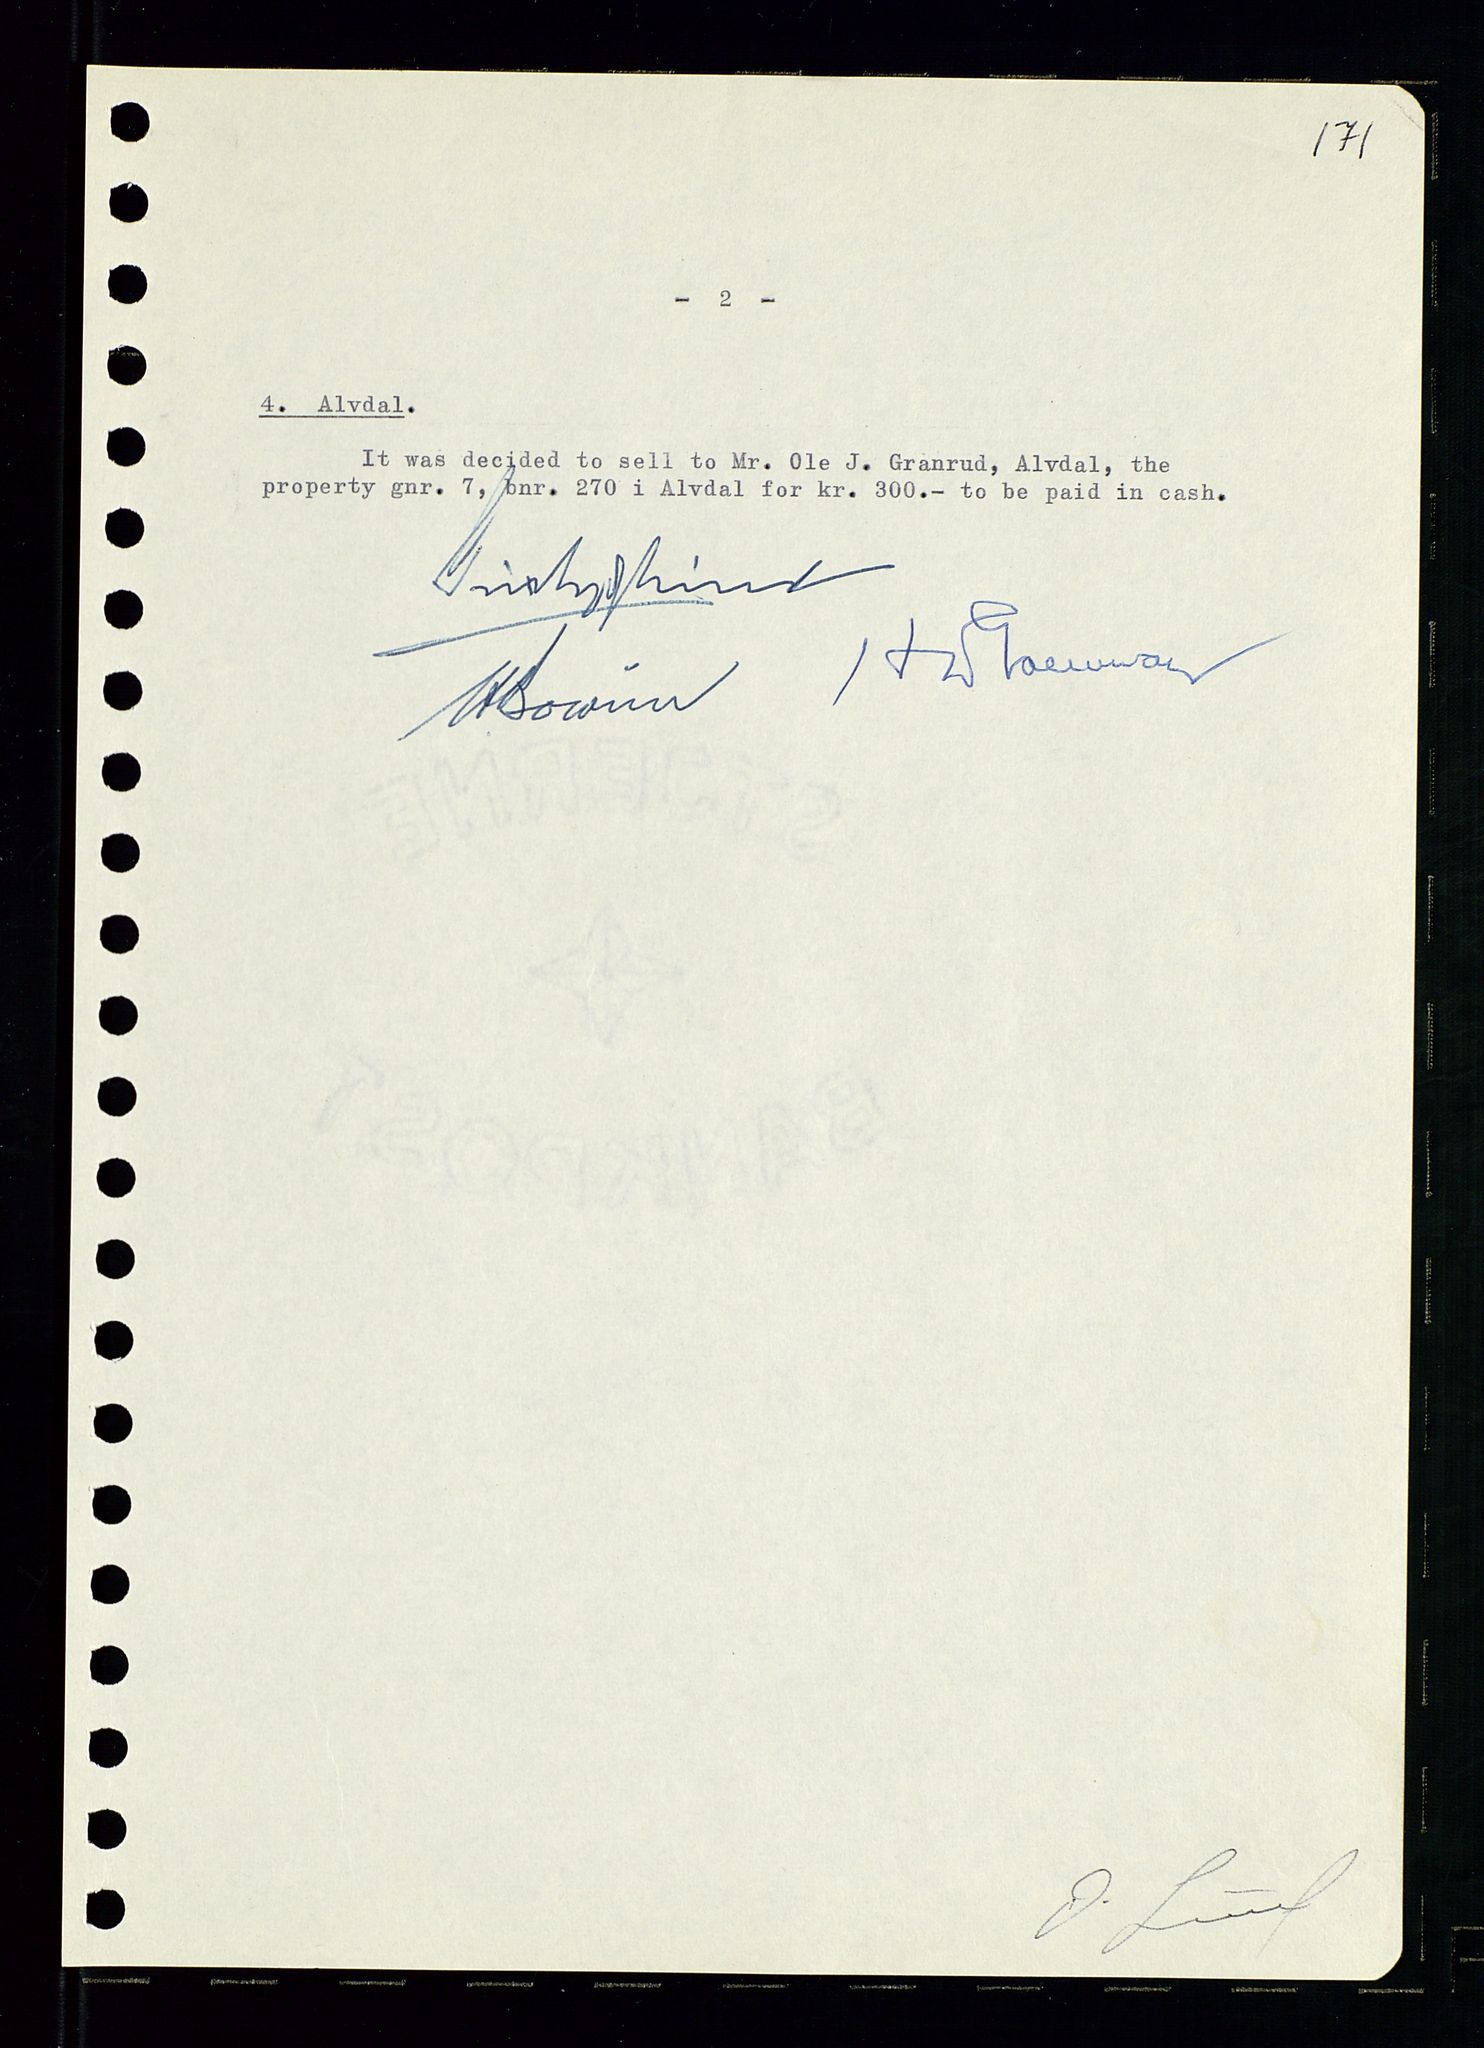 171
- 2 -
4. Alvdal.
It was decided to sell to Mr. Ole J. Granrud, Alvdal, the
property gnr. 7, bnr. 270 i Alvdal for kr. 300.- to be paid in cash.